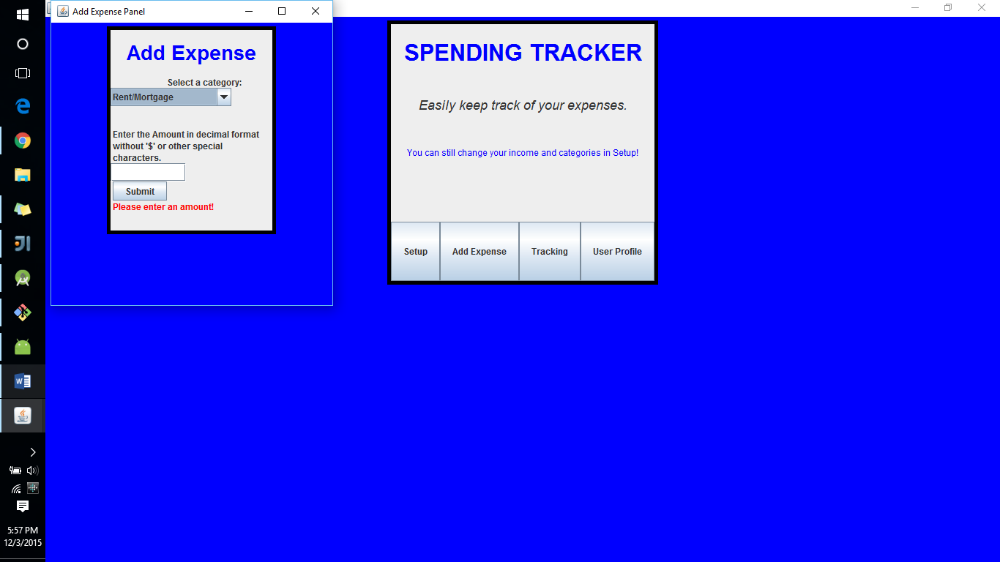 Add Expense Panel
Add Expense
Select a category:
Rent/Mortgage
Enter the Amount in decimal format
without '$' or other special
characters.
Submit
Please enter an amount!
SPENDING TRACKER
Easily keep track of your expenses.
You can still change your income and categories in Setup!
Setup
Add Expense
Tracking
User Profile
5:57 PM
12/3/2015